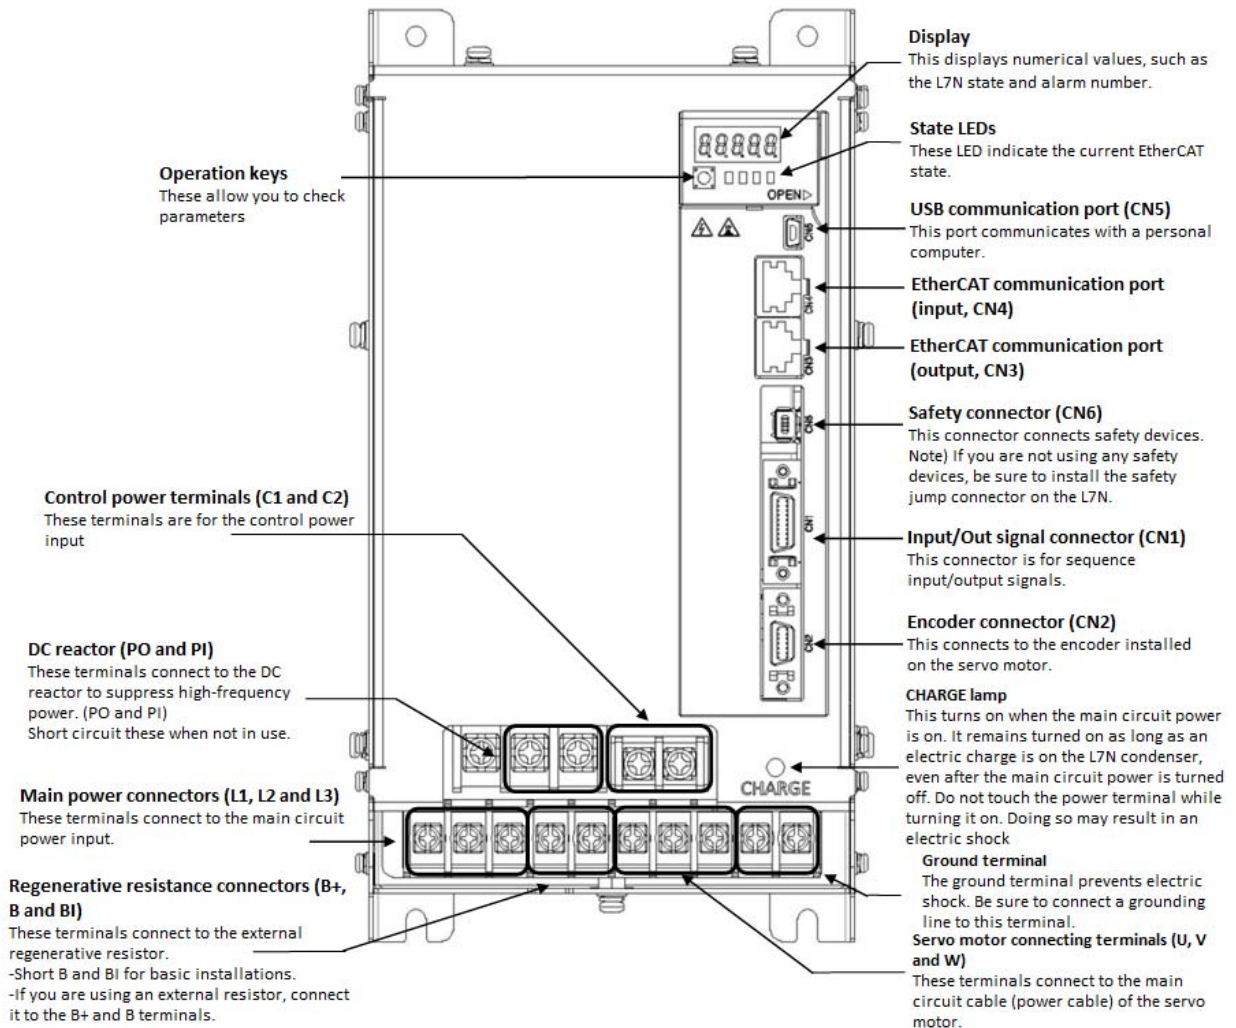 Display
This displays numerical values, such as
the L7N state and alarm number.
State LEDs
These LED indicate the current EtherCAT
state.
Operation keys
These allow you to check
parameters
OPEN▷
USB communication port (CN5)
This port communicates with a personal
computer.
CN5
EtherCAT communication port
(input, CN4)
CN4
EtherCAT communication port
(output, CN3)
CN3
Safety connector (CN6)
This connector connects safety devices.
Note) If you are not using any safety
devices, be sure to install the safety
jump connector on the L7N.
CN6
Control power terminals (C1 and C2)
These terminals are for the control power
input
Input/Out signal connector (CN1)
This connector is for sequence
input/output signals.
CN1
Encoder connector (CN2)
This connects to the encoder installed
on the servo motor.
CN2
DC reactor (PO and PI)
These terminals connect to the DC
reactor to suppress high-frequency
power. (PO and PI)
Short circuit these when not in use.
CHARGE lamp
This turns on when the main circuit power
is on. It remains turned on as long as an
electric charge is on the L7N condenser,
even after the main circuit power is turned
off. Do not touch the power terminal while
turning it on. Doing so may result in an
electric shock
CHARGE
Main power connectors (L1, L2 and L3)
These terminals connect to the main circuit
power input.
Ground terminal
The ground terminal prevents electric
shock. Be sure to connect a grounding
line to this terminal.
Regenerative resistance connectors (B+,
B and BI)
These terminals connect to the external
regenerative resistor.
-Short B and BI for basic installations.
-If you are using an external resistor, connect
it to the B+ and B terminals.
Servo motor connecting terminals (U, V
and W)
These terminals connect to the main
circuit cable (power cable) of the servo
motor.